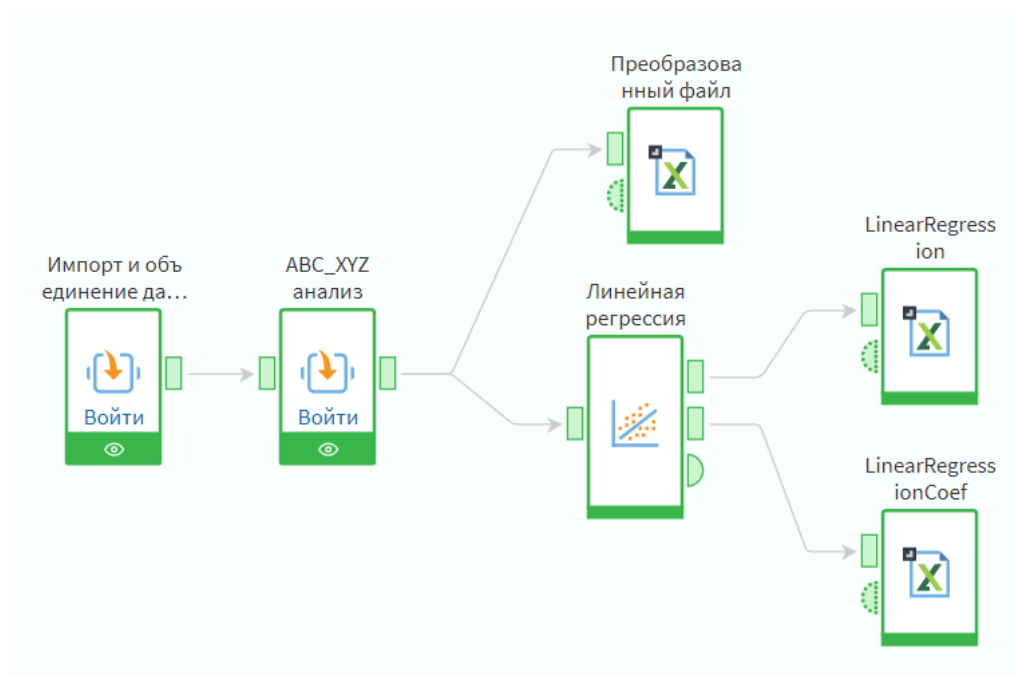 Преобразова
нный файл
LinearRegress
ion
Импорт и объ
единение да...
ABC_XYZ
анализ
Линейная
регрессия
Войти
Войти
LinearRegress
ionCoef